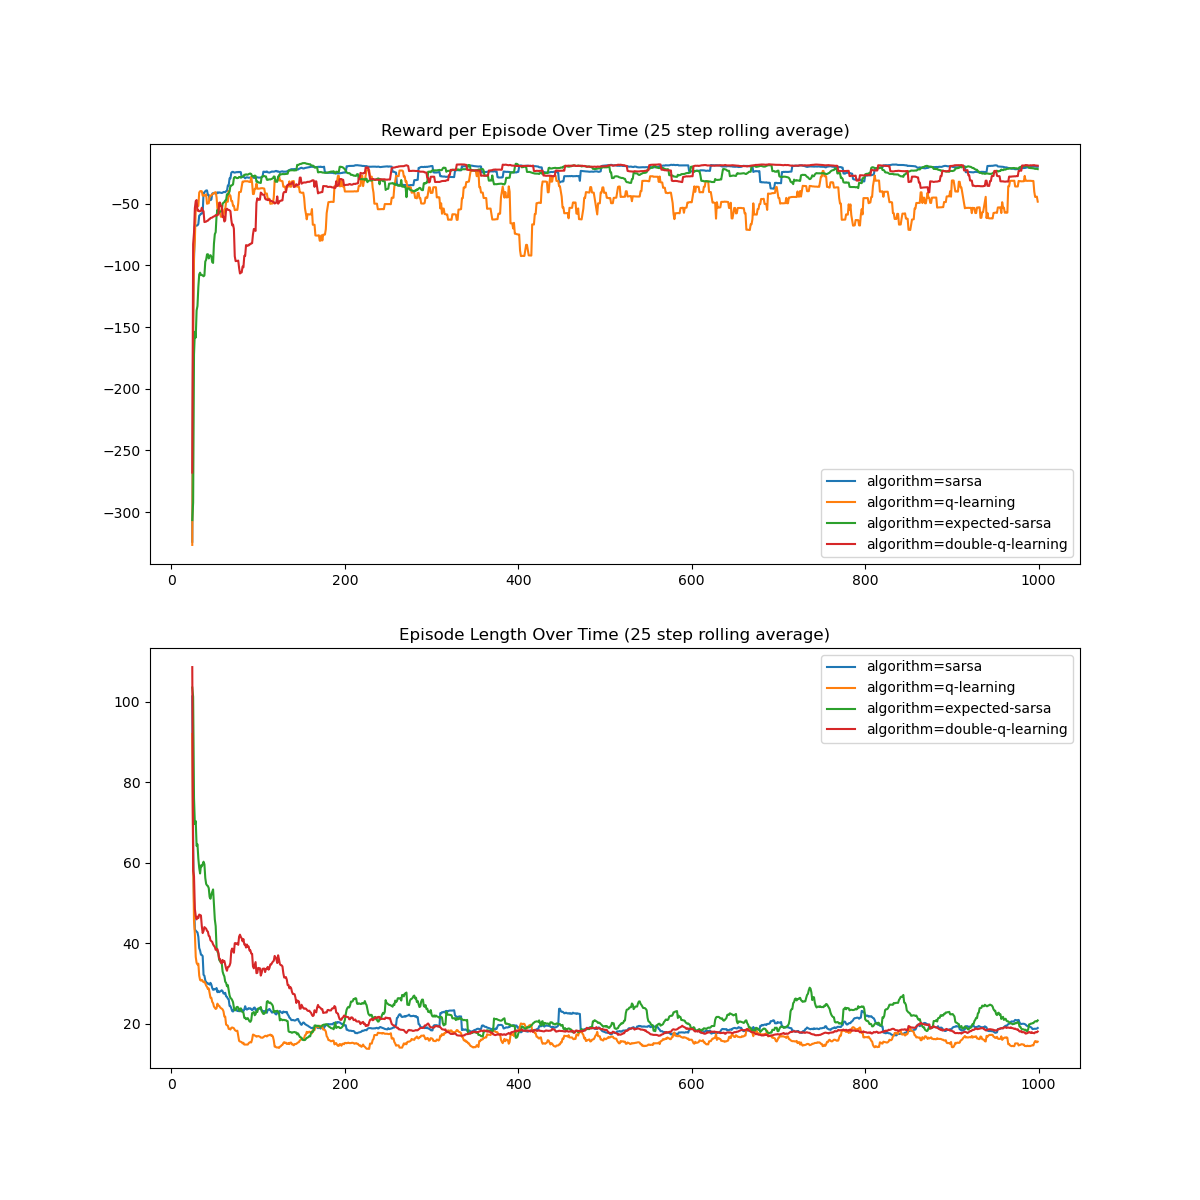 Reward per Episode Over Time (25 step rolling average)
−50
−100
−150
−200
−250
−300
algorithm=sarsa
algorithm=q-learning
algorithm=expected-sarsa
algorithm=double-q-learning
0 200 400 600 800 1000
Episode Length Over Time (25 step rolling average)
100
80
60
40
20
algorithm=sarsa
algorithm=q-learning
algorithm=expected-sarsa
algorithm=double-q-learning
0 200 400 600 800 1000